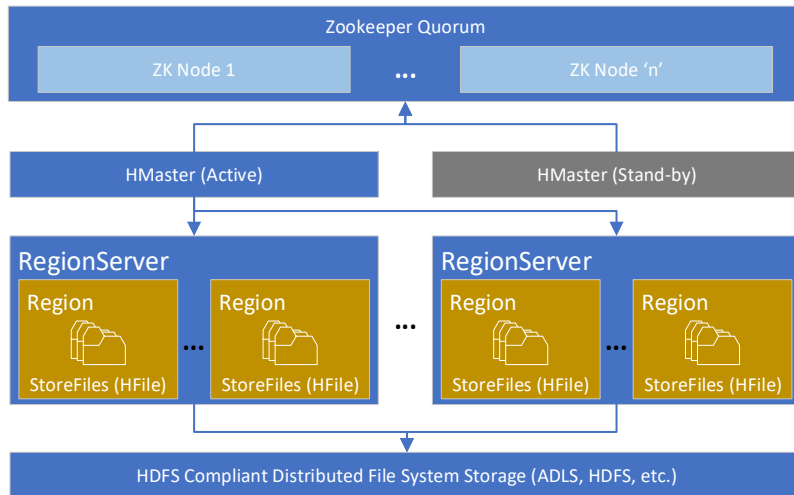 Zookeeper Quorum
ZK Node 1
...
ZK Node ‘n’
HMaster (Active)
HMaster (Stand-by)
RegionServer
Region
StoreFiles (HFile)
...
Region
StoreFiles (HFile)
...
RegionServer
Region
StoreFiles (HFile)
...
Region
StoreFiles (HFile)
HDFS Compliant Distributed File System Storage (ADLS, HDFS, etc.)